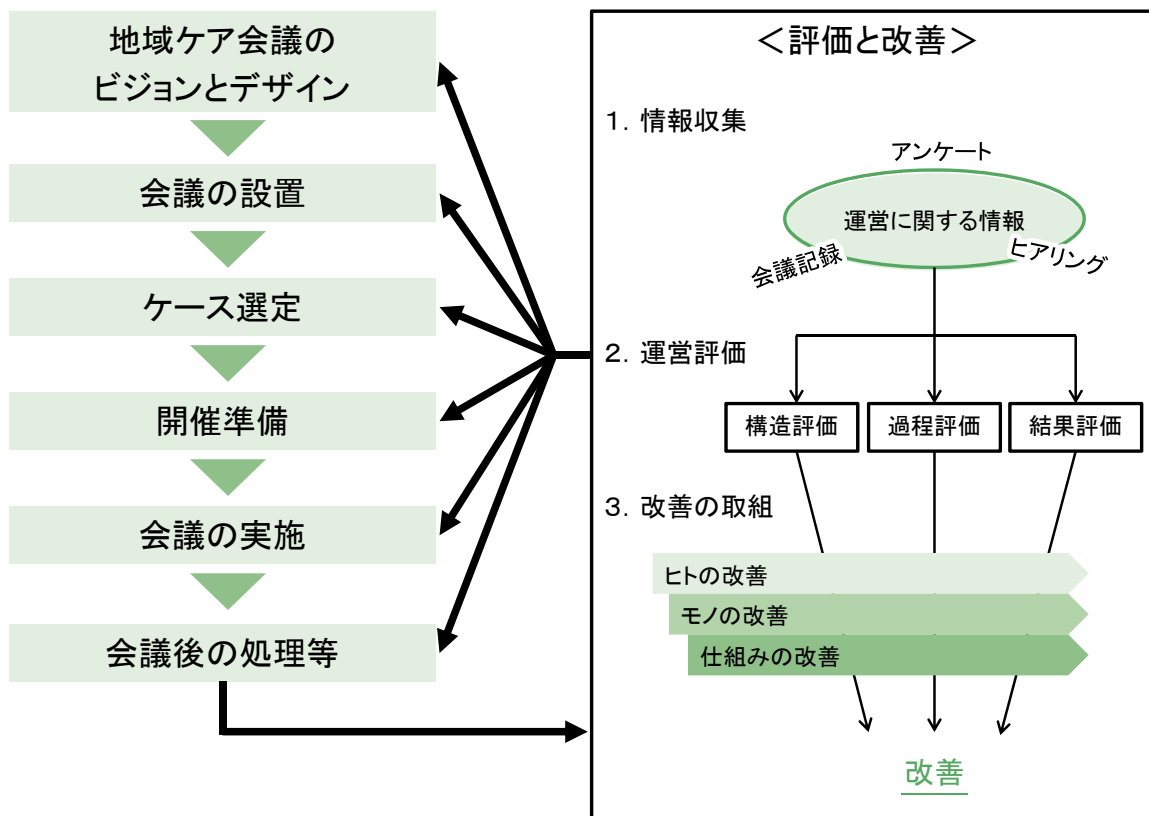 地域ケア会議の
ビジョンとデザイン
会議の設置
ケース選定
開催準備
会議の実施
会議後の処理等
＜評価と改善＞
１．情報収集
アンケート
運営に関する情報
会議記録
ヒアリング
２．運営評価
構造評価
過程評価
結果評価
３．改善の取組
ヒトの改善
モノの改善
仕組みの改善
改善